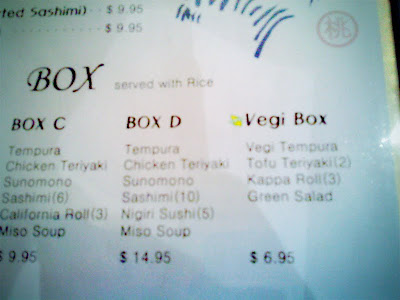 ted Sashimi) · · $ 9.95
· · · · · · · · · · $ 9.95
桃
BOX served with Rice
BOX C
Tempura
Chicken Teriyaki
Sunomono
Sashimi(6)
California Roll(3)
Miso Soup
$ 9.95
BOX D
Tempura
Chicken Teriyaki
Sunomono
Sashimi(10)
Nigiri Sushi(5)
Miso Soup
$ 14.95
Vegi Box
Vegi Tempura
Tofu Teriyaki(2)
Kappa Roll(3)
Green Salad
$ 6.95